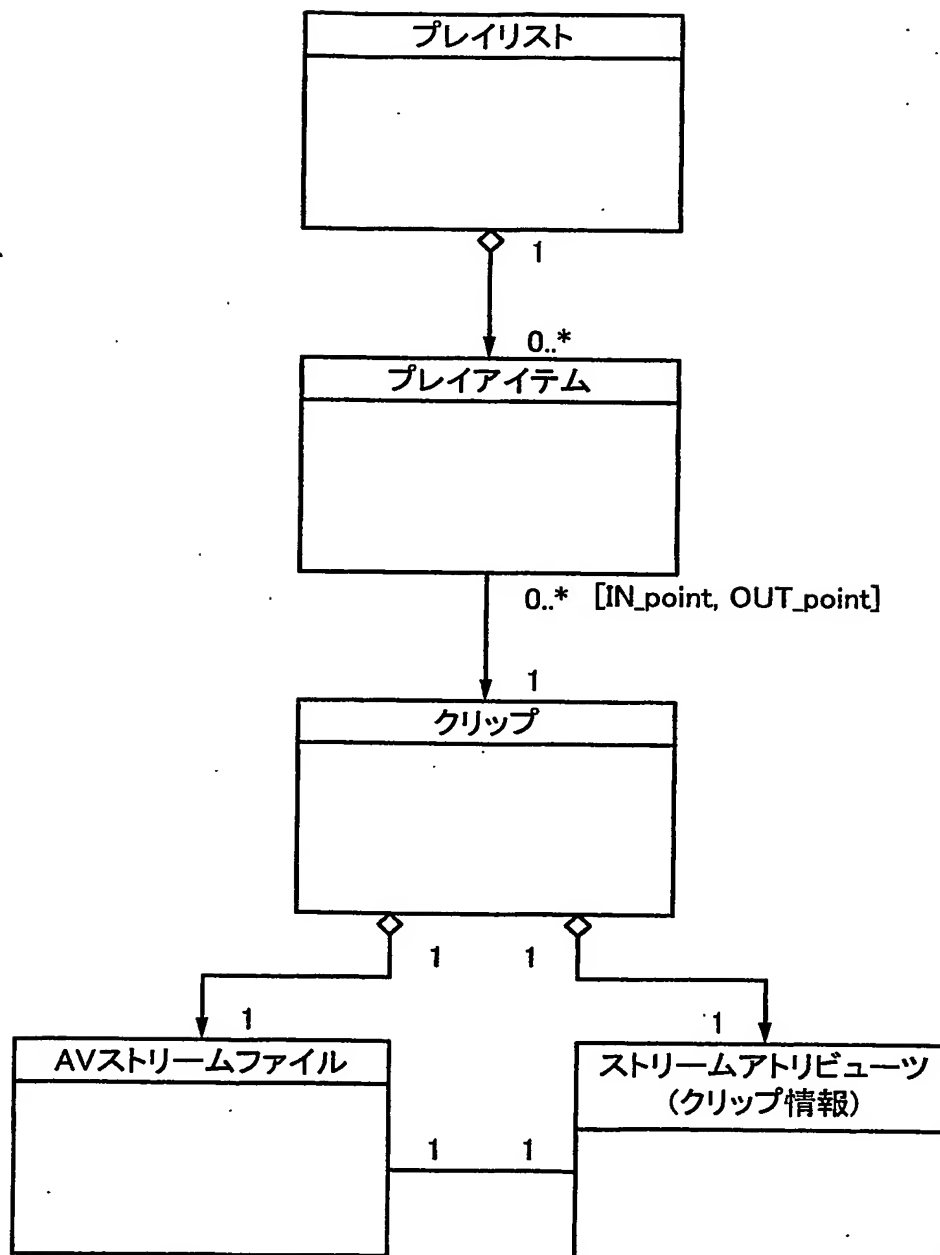 プレイリスト
1
0..*
プレイアイテム
0..* [IN_point, OUT_point]
1
クリップ
1 1
1 1
AVストリームファイル
ストリームアトリビューツ
(クリップ情報)
1 1